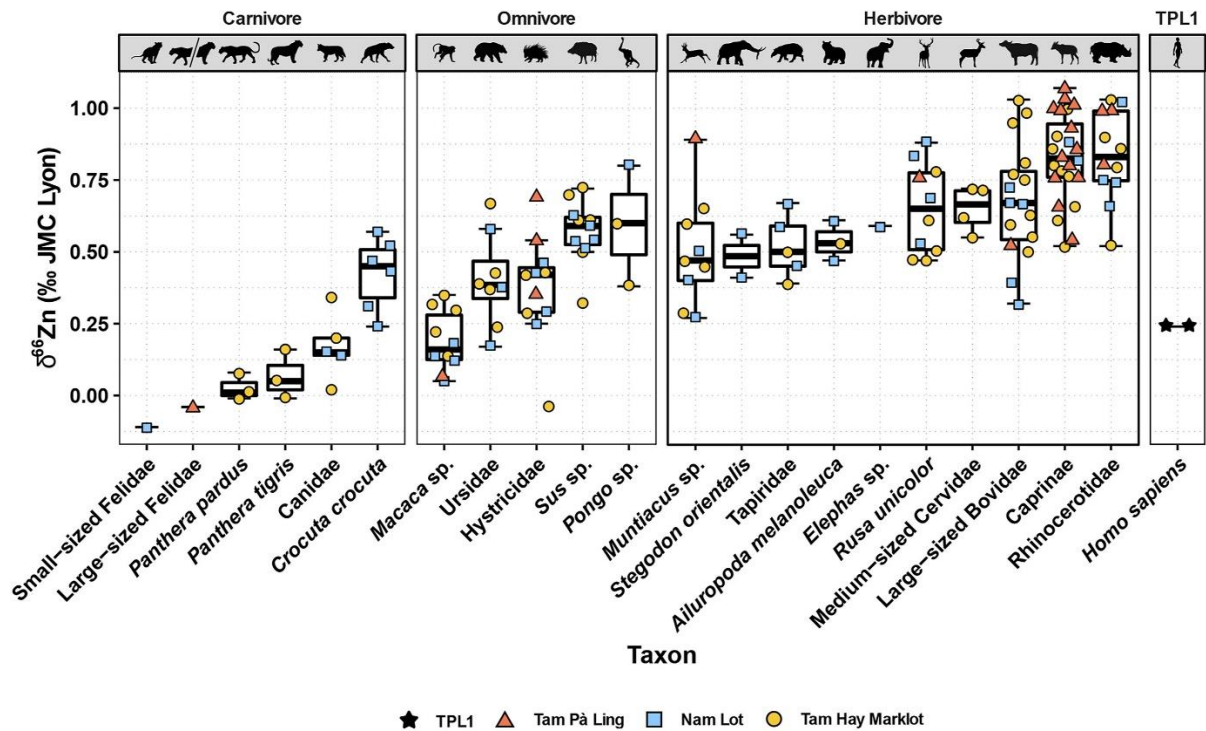 Carnivore Omnivore Herbivore TPL1
1.00
0.75
0.50
0.25
0.00
δ⁶⁶Zn (‰ JMC Lyon)
Small-sized Felidae
Large-sized Felidae
Panthera pardus
Panthera tigris
Canidae
Crocuta crocuta
Macaca sp.
Ursidae
Hystricidae
Sus sp.
Pongo sp.
Muntiacus sp.
Stegodon orientalis
Tapiridae
Ailuropoda melanoleuca
Elephas sp.
Rusa unicolor
Medium-sized Cervidae
Large-sized Bovidae
Caprinae
Rhinocerotidae
Homo sapiens
Taxon
TPL1 Tam Pà Ling Nam Lot Tam Hay Marklot